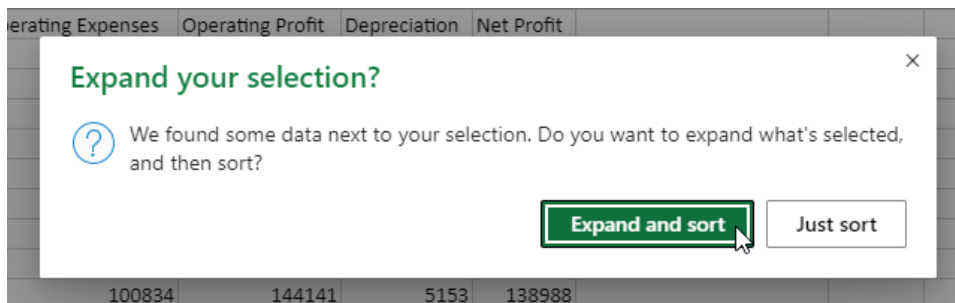 erating Expenses Operating Profit Depreciation Net Profit
Expand your selection?
We found some data next to your selection. Do you want to expand what's selected,
and then sort?
Expand and sort Just sort
100834 144141 5153 138988